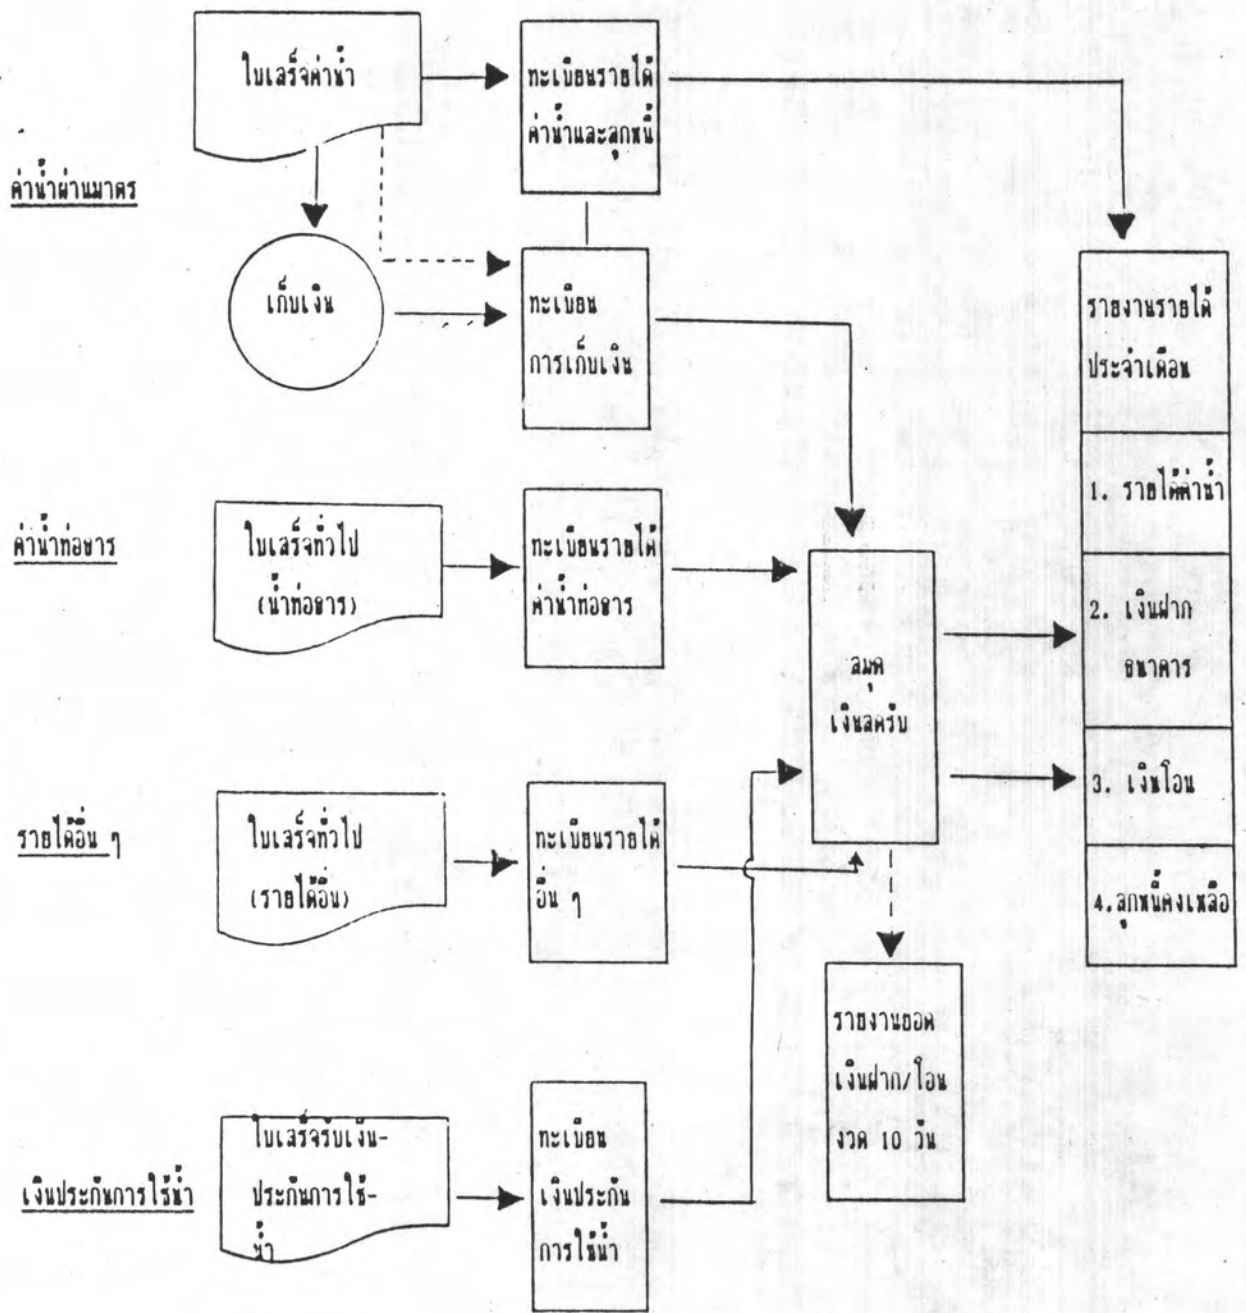 ใบเสร็จค่าน้ำ
ทะเบียนรายได้
ค่าน้ำและลูกหนี้
ค่าน้ำผ่านมาตร
เก็บเงิน
ทะเบียน
การเก็บเงิน
รายงานรายได้
ประจำเดือน
1. รายได้ค่าน้ำ
2. เงินฝาก
ธนาคาร
3. เงินโอน
4.ลูกหนี้คงเหลือ
ค่าน้ำท่อธาร
ใบเสร็จทั่วไป
(น้ำท่อธาร)
ทะเบียนรายได้
ค่าน้ำท่อธาร
สมุด
เงินสดรับ
รายได้อื่น ๆ
ใบเสร็จทั่วไป
(รายได้อื่น)
ทะเบียนรายได้
อื่น ๆ
รายงานยอด
เงินฝาก/โอน
งวด 10 วัน
เงินประกันการใช้น้ำ
ใบเสร็จรับเงิน-
ประกันการใช้-
น้ำ
ทะเบียน
เงินประกัน
การใช้น้ำ